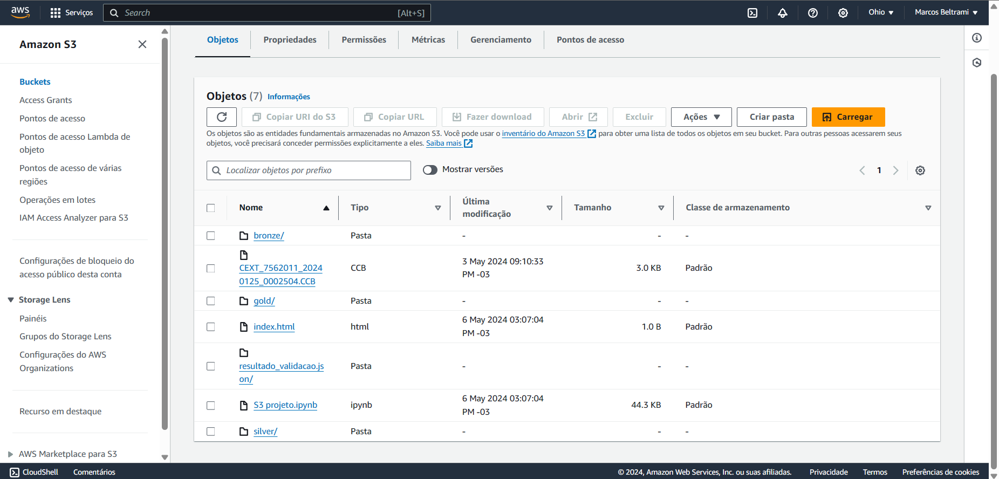 aws
Serviços
Search [Alt+S]
Ohio
Marcos Beltrami
Amazon S3
Buckets
Access Grants
Pontos de acesso
Pontos de acesso Lambda de
objeto
Pontos de acesso de várias
regiões
Operações em lotes
IAM Access Analyzer para S3
Configurações de bloqueio do
acesso público desta conta
Storage Lens
Painéis
Grupos do Storage Lens
Configurações do AWS
Organizations
Recurso em destaque
AWS Marketplace para S3
Objetos Propriedades Permissões Métricas Gerenciamento Pontos de acesso
Objetos (7) Informações
Copiar URI do S3 Copiar URL Fazer download Abrir Excluir Ações Criar pasta Carregar
Os objetos são as entidades fundamentais armazenadas no Amazon S3. Você pode usar o inventário do Amazon S3 para obter uma lista de todos os objetos em seu bucket. Para outras pessoas acessarem seus
objetos, você precisará conceder permissões explicitamente a eles. Saiba mais
Localizar objetos por prefixo
Mostrar versões
1
Nome Tipo Última
modificação Tamanho Classe de armazenamento
bronze/ Pasta - - -
CEXT_7562011_2024
0125_0002504.CCB CCB 3 May 2024 09:10:33
PM -03 3.0 KB Padrão
gold/ Pasta - - -
index.html html 6 May 2024 03:07:04
PM -03 1.0 B Padrão
resultado_validacao.js
on/ Pasta - - -
S3 projeto.ipynb ipynb 6 May 2024 03:07:04
PM -03 44.3 KB Padrão
silver/ Pasta - - -
CloudShell Comentários
© 2024, Amazon Web Services, Inc. ou suas afiliadas. Privacidade Termos Preferências de cookies